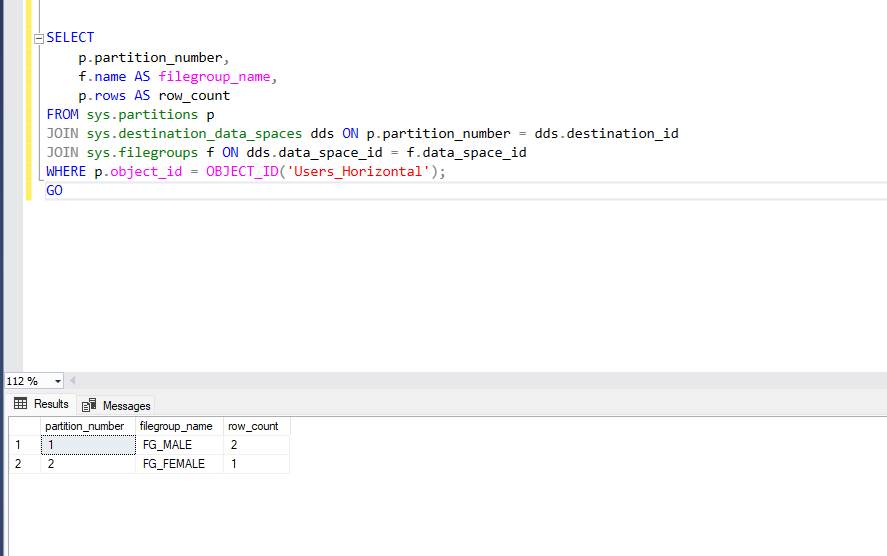 SELECT
p.partition_number,
f.name AS filegroup_name,
p.rows AS row_count
FROM sys.partitions p
JOIN sys.destination_data_spaces dds ON p.partition_number = dds.destination_id
JOIN sys.filegroups f ON dds.data_space_id = f.data_space_id
WHERE p.object_id = OBJECT_ID('Users_Horizontal');
GO
112 %
Results Messages
partition_number filegroup_name row_count
1 1 FG_MALE 2
2 2 FG_FEMALE 1